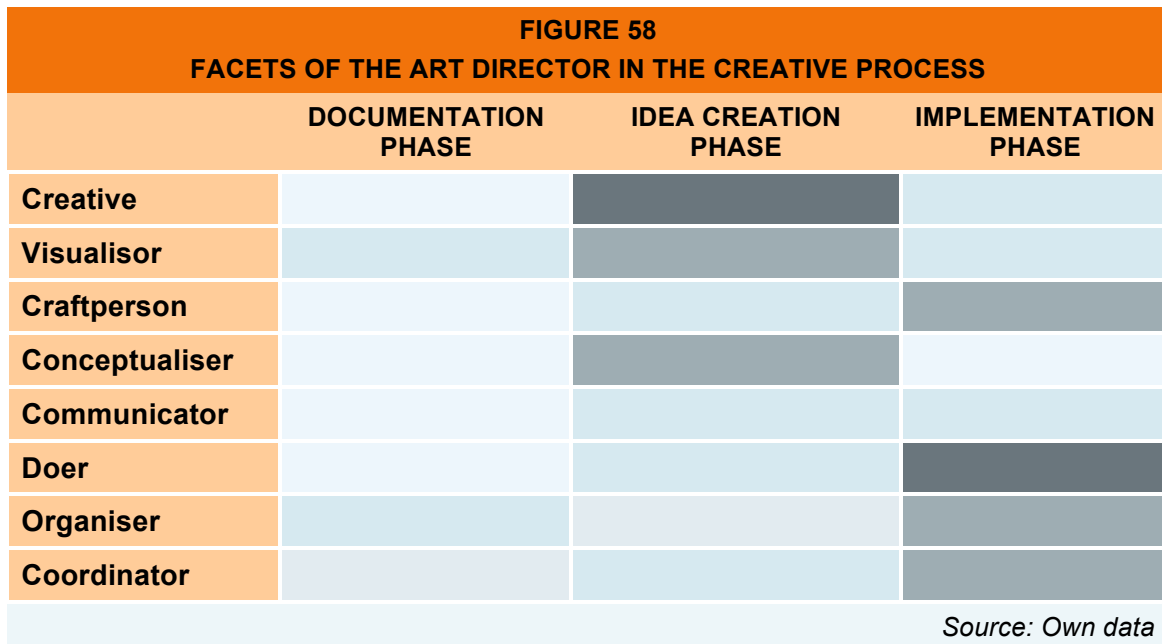 FIGURE 58
FACETS OF THE ART DIRECTOR IN THE CREATIVE PROCESS
DOCUMENTATION PHASE
IDEA CREATION PHASE
IMPLEMENTATION PHASE
Creative
Visualisor
Craftperson
Conceptualiser
Communicator
Doer
Organiser
Coordinator
Source: Own data